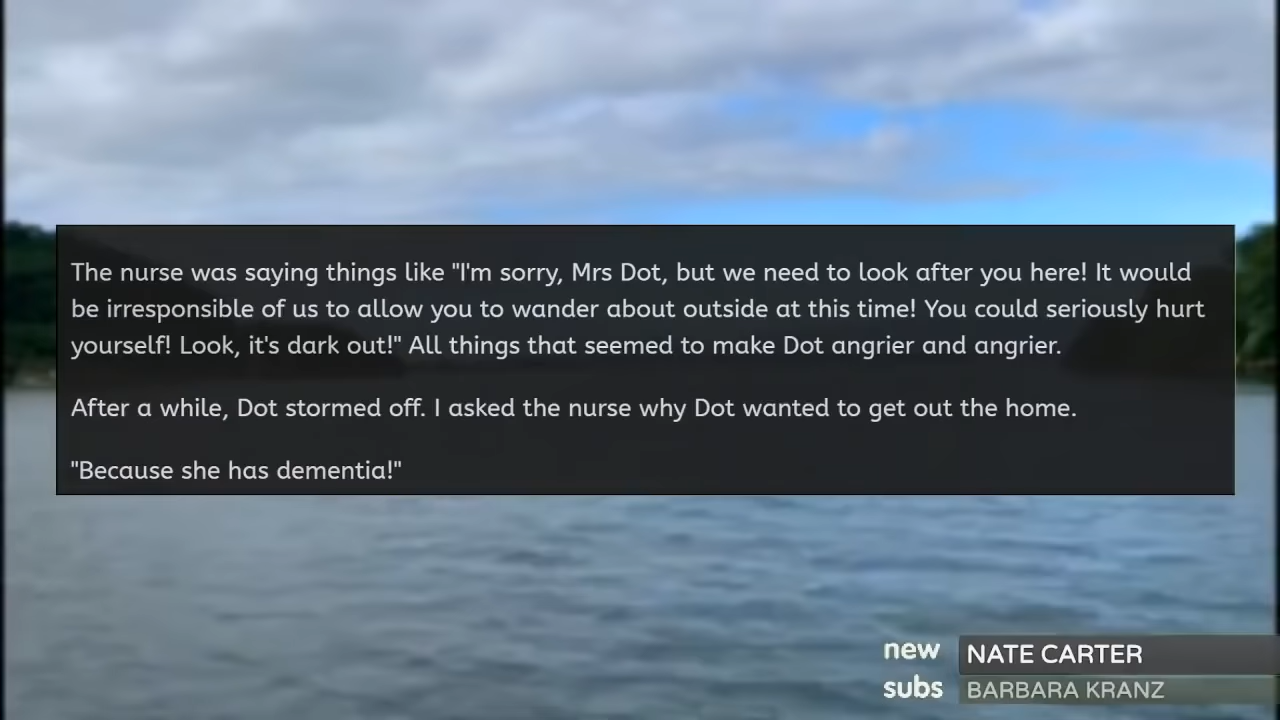 The nurse was saying things like "I'm sorry, Mrs Dot, but we need to look after you here! It would
be irresponsible of us to allow you to wander about outside at this time! You could seriously hurt
yourself! Look, it's dark out!" All things that seemed to make Dot angrier and angrier.
After a while, Dot stormed off. I asked the nurse why Dot wanted to get out the home.
"Because she has dementia!"
new NATE CARTER
subs BARBARA KRANZ